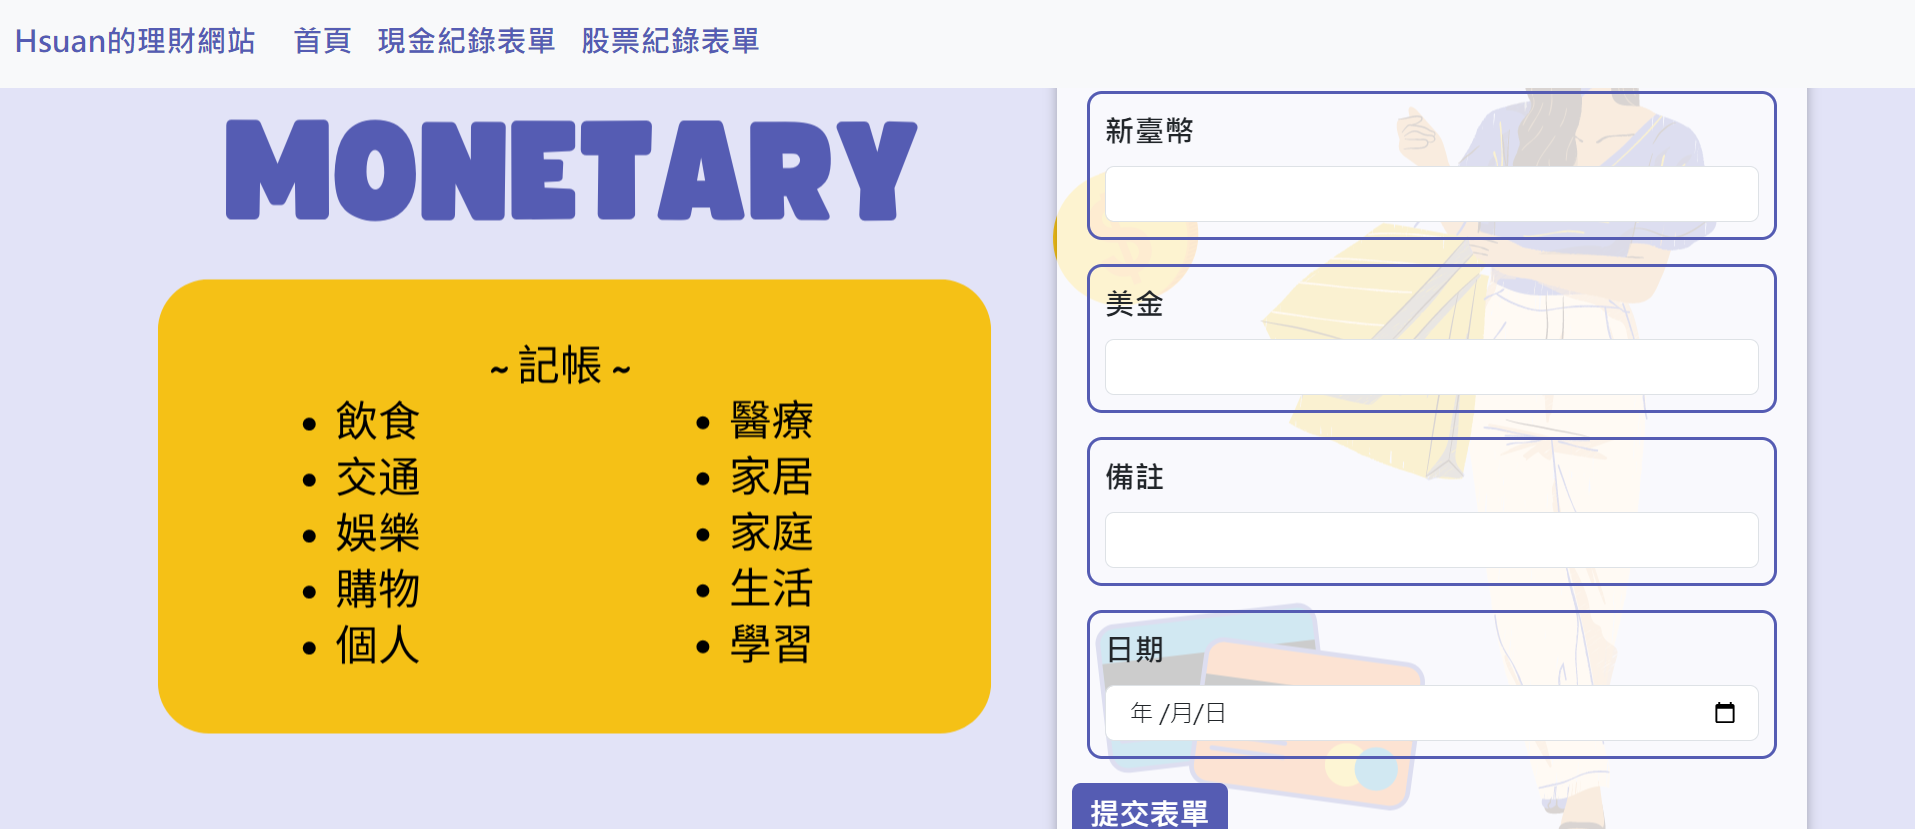 Hsuan的理財網站 首頁 現金紀錄表單 股票紀錄表單
MONETARY
~ 記帳 ~
• 飲食
• 交通
• 娛樂
• 購物
• 個人
• 醫療
• 家居
• 家庭
• 生活
• 學習
新臺幣
美金
備註
日期
年 /月/日
提交表單